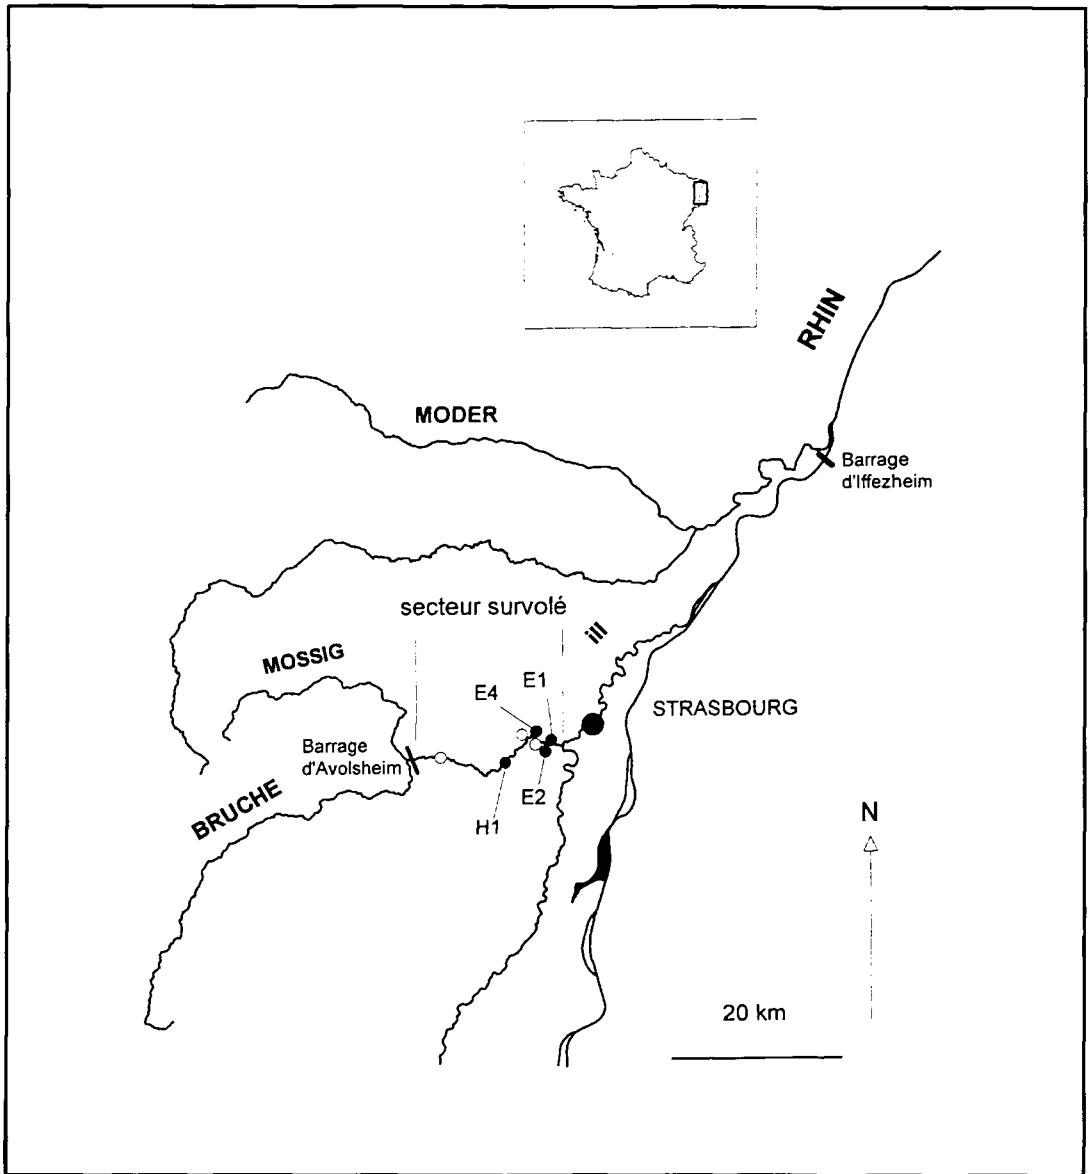 RHIN
MODER
Barrage
d'Iffezheim
secteur survolé
ill
MOSSIG
E1
E4
STRASBOURG
Barrage
d'Avolsheim
E2
BRUCHE
H1
N
20 km